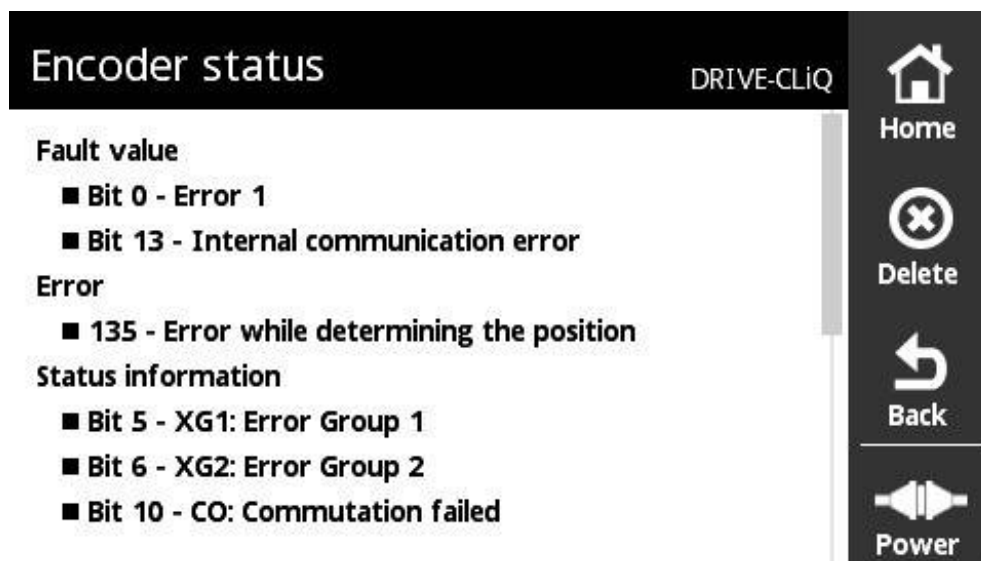 Encoder status
DRIVE-CLiQ
Fault value
■ Bit 0 - Error 1
■ Bit 13 - Internal communication error
Error
■ 135 - Error while determining the position
Status information
■ Bit 5 - XG1: Error Group 1
■ Bit 6 - XG2: Error Group 2
■ Bit 10 - CO: Commutation failed
Home
Delete
Back
Power